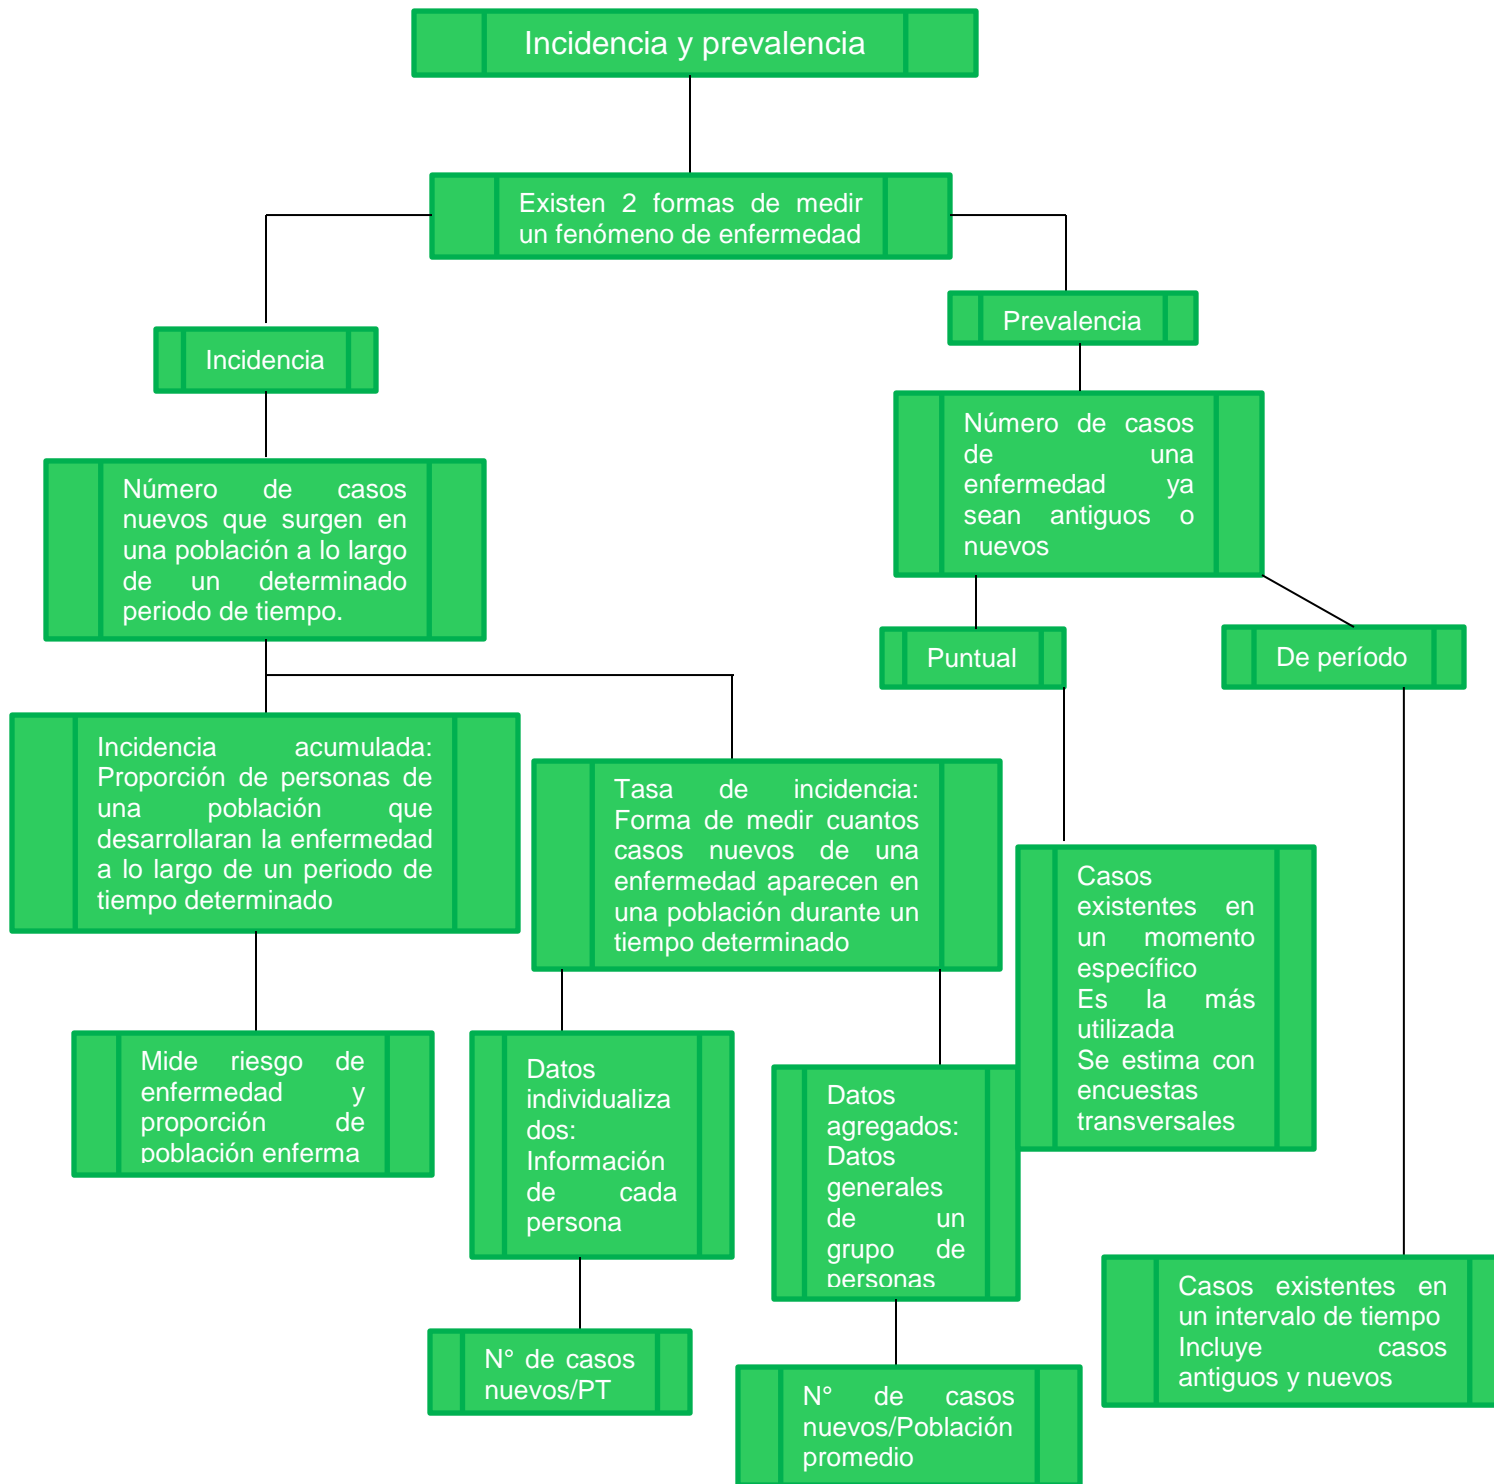 Incidencia y prevalencia
Existen 2 formas de medir
un fenómeno de enfermedad
Incidencia
Prevalencia
Número de casos
nuevos que surgen en
una población a lo largo
de un determinado
periodo de tiempo.
Número de casos
de una
enfermedad ya
sean antiguos o
nuevos
Puntual
De período
Incidencia acumulada:
Proporción de personas de
una población que
desarrollaran la enfermedad
a lo largo de un periodo de
tiempo determinado
Tasa de incidencia:
Forma de medir cuantos
casos nuevos de una
enfermedad aparecen en
una población durante un
tiempo determinado
Casos
existentes en
un momento
específico
Es la más
utilizada
Se estima con
encuestas
transversales
Mide riesgo de
enfermedad y
proporción de
población enferma
Datos
individualiza
dos:
Información
de cada
persona
Datos
agregados:
Datos
generales
de un
grupo de
personas
Casos existentes en
un intervalo de tiempo
Incluye casos
antiguos y nuevos
N° de casos
nuevos/PT
N° de casos
nuevos/Población
promedio